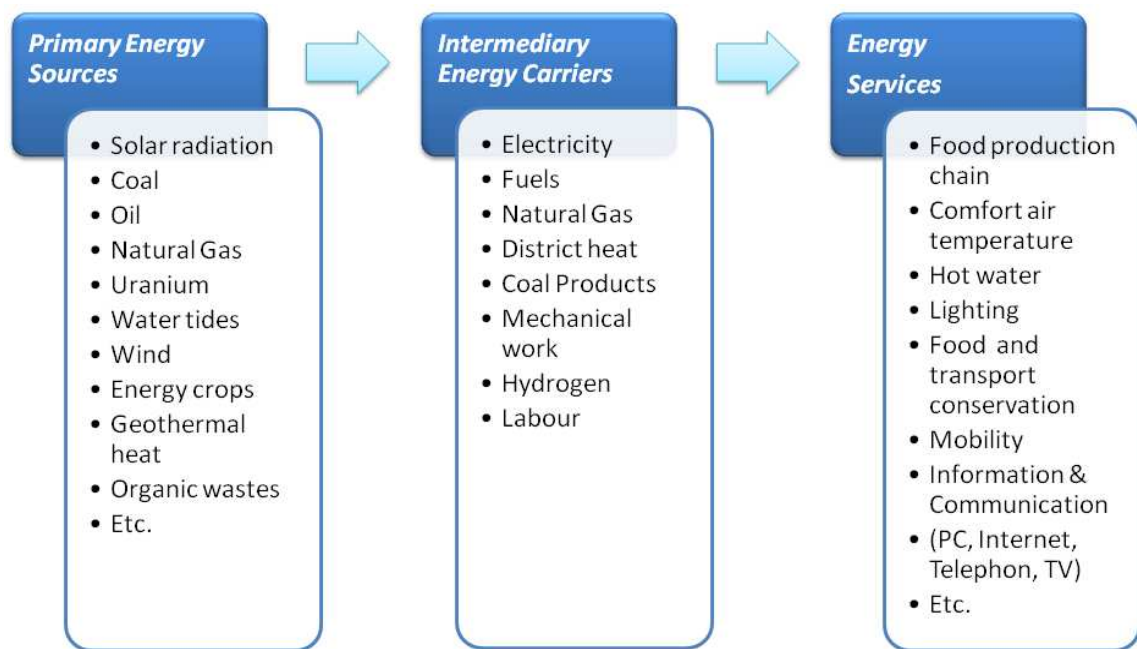 Primary Energy
Sources
• Solar radiation
• Coal
• Oil
• Natural Gas
• Uranium
• Water tides
• Wind
• Energy crops
• Geothermal
heat
• Organic wastes
• Etc.
Intermediary
Energy Carriers
• Electricity
• Fuels
• Natural Gas
• District heat
• Coal Products
• Mechanical
work
• Hydrogen
• Labour
Energy
Services
• Food production
chain
• Comfort air
temperature
• Hot water
• Lighting
• Food and
transport
conservation
• Mobility
• Information &
Communication
• (PC, Internet,
Telephon, TV)
• Etc.